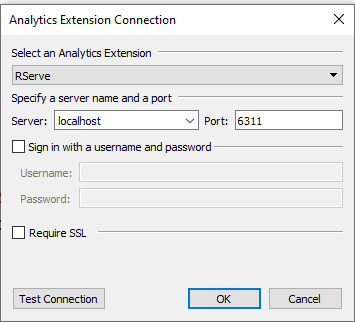 Analytics Extension Connection
Select an Analytics Extension
RServe
Specify a server name and a port
Server: localhost Port: 6311
Sign in with a username and password
Username:
Password:
Require SSL
Test Connection OK Cancel